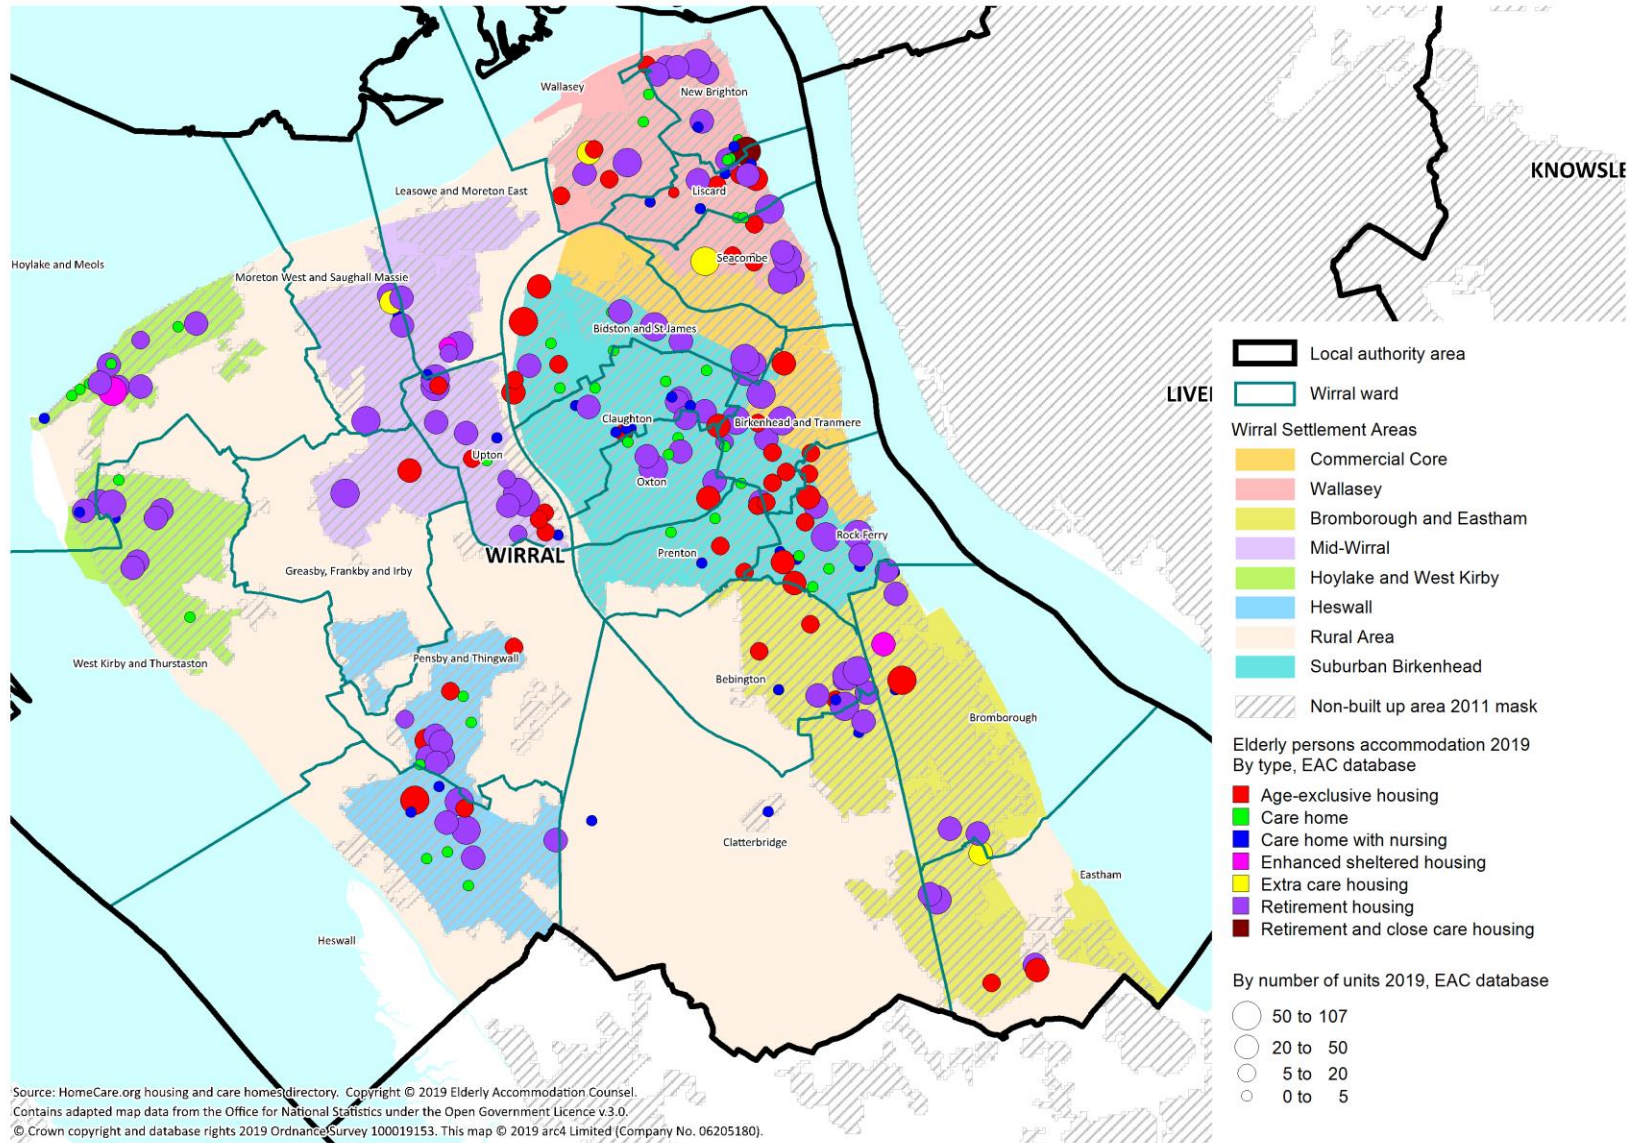 Wallasey
New Brighton
KNOWSLE
Leasowe and Moreton East
Liscard
Hoylake and Meols
Seacombe
Moreton West and Saughall Massie
Bidston and St James
LIVE
Claughton
Birkenhead and Tranmere
Upton
Oxton
Rock Ferry
Prenton
WIRRAL
Greasby, Frankby and Irby
West Kirby and Thurstaston
Pensby and Thingwall
Bebington
Bromborough
Clatterbridge
Eastham
Heswall
Local authority area
Wirral ward
Wirral Settlement Areas
Commercial Core
Wallasey
Bromborough and Eastham
Mid-Wirral
Hoylake and West Kirby
Heswall
Rural Area
Suburban Birkenhead
Non-built up area 2011 mask
Elderly persons accommodation 2019
By type, EAC database
Age-exclusive housing
Care home
Care home with nursing
Enhanced sheltered housing
Extra care housing
Retirement housing
Retirement and close care housing
By number of units 2019, EAC database
50 to 107
20 to 50
5 to 20
0 to 5
Source: HomeCare.org housing and care homes directory. Copyright © 2019 Elderly Accommodation Counsel.
Contains adapted map data from the Office for National Statistics under the Open Government Licence v.3.0.
© Crown copyright and database rights 2019 Ordnance Survey 100019153. This map © 2019 arc4 Limited (Company No. 06205180).